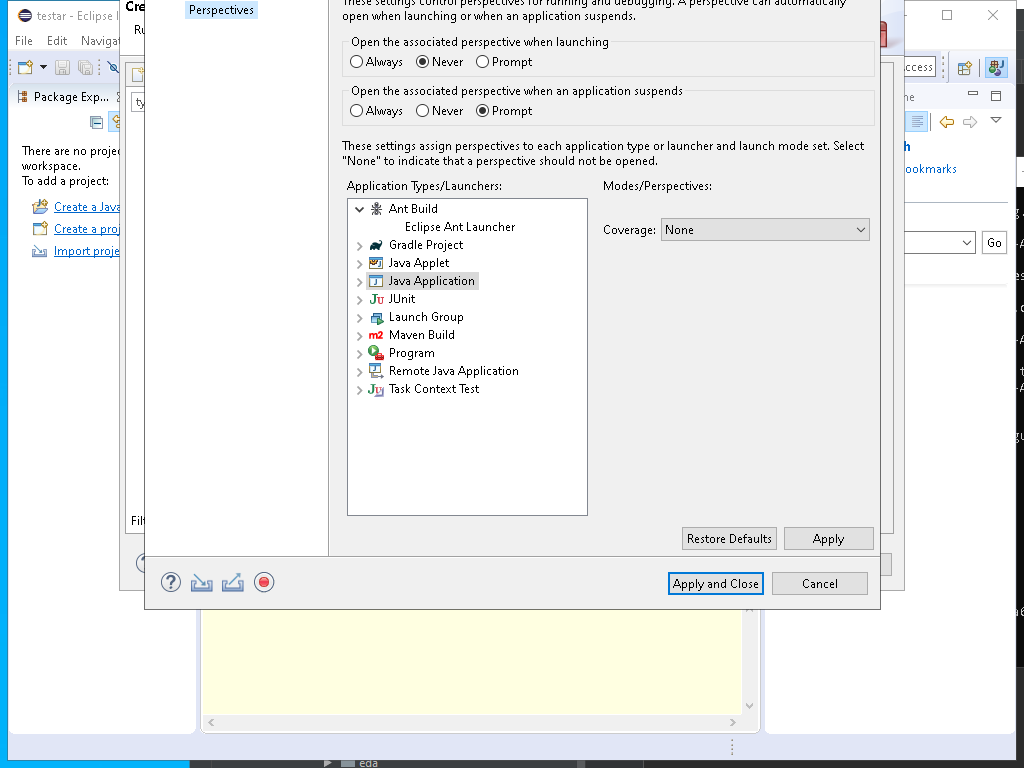 testar - Eclipse I
File Edit Navigat
Package Exp...
There are no proje
workspace.
To add a project:
Create a Java
Create a proj
Import proje
Cre
Ru
ty
Filt
Perspectives
These settings control perspectives for running and debugging. A perspective can automatically
open when launching or when an application suspends.
Open the associated perspective when launching
Always Never Prompt
Open the associated perspective when an application suspends
Always Never Prompt
These settings assign perspectives to each application type or launcher and launch mode set. Select
"None" to indicate that a perspective should not be opened.
Application Types/Launchers:
Modes/Perspectives:
Ant Build
Eclipse Ant Launcher
Gradle Project
Java Applet
Java Application
JUnit
Launch Group
Maven Build
Program
Remote Java Application
Task Context Test
Coverage: None
Restore Defaults Apply
Apply and Close Cancel
ccess
ne
h
ookmarks
Go
eda